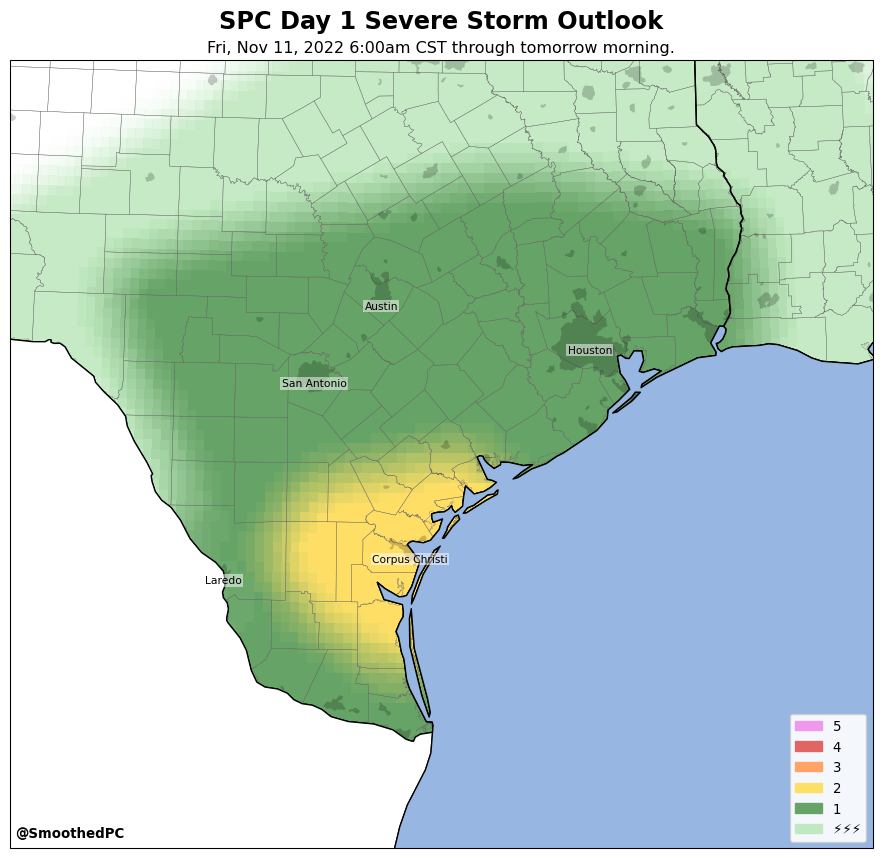 SPC Day 1 Severe Storm Outlook
Fri, Nov 11, 2022 6:00am CST through tomorrow morning.
Austin
Houston
San Antonio
Corpus Christi
Laredo
5
4
3
2
1
⚡⚡⚡
@SmoothedPC